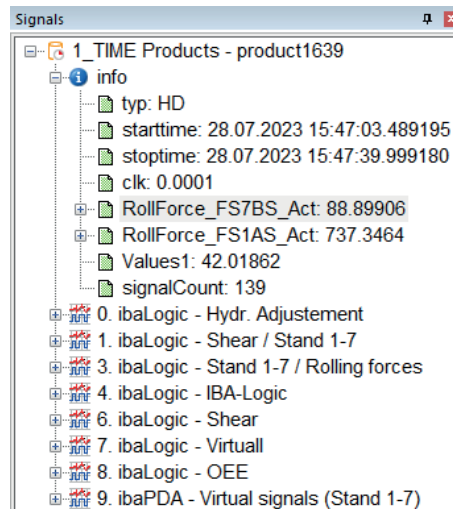 Signals
1_TIME Products - product1639
info
typ: HD
starttime: 28.07.2023 15:47:03.489195
stoptime: 28.07.2023 15:47:39.999180
clk: 0.0001
RollForce_FS7BS_Act: 88.89906
RollForce_FS1AS_Act: 737.3464
Values1: 42.01862
signalCount: 139
0. ibaLogic - Hydr. Adjustement
1. ibaLogic - Shear / Stand 1-7
3. ibaLogic - Stand 1-7 / Rolling forces
4. ibaLogic - IBA-Logic
6. ibaLogic - Shear
7. ibaLogic - Virtuall
8. ibaLogic - OEE
9. ibaPDA - Virtual signals (Stand 1-7)